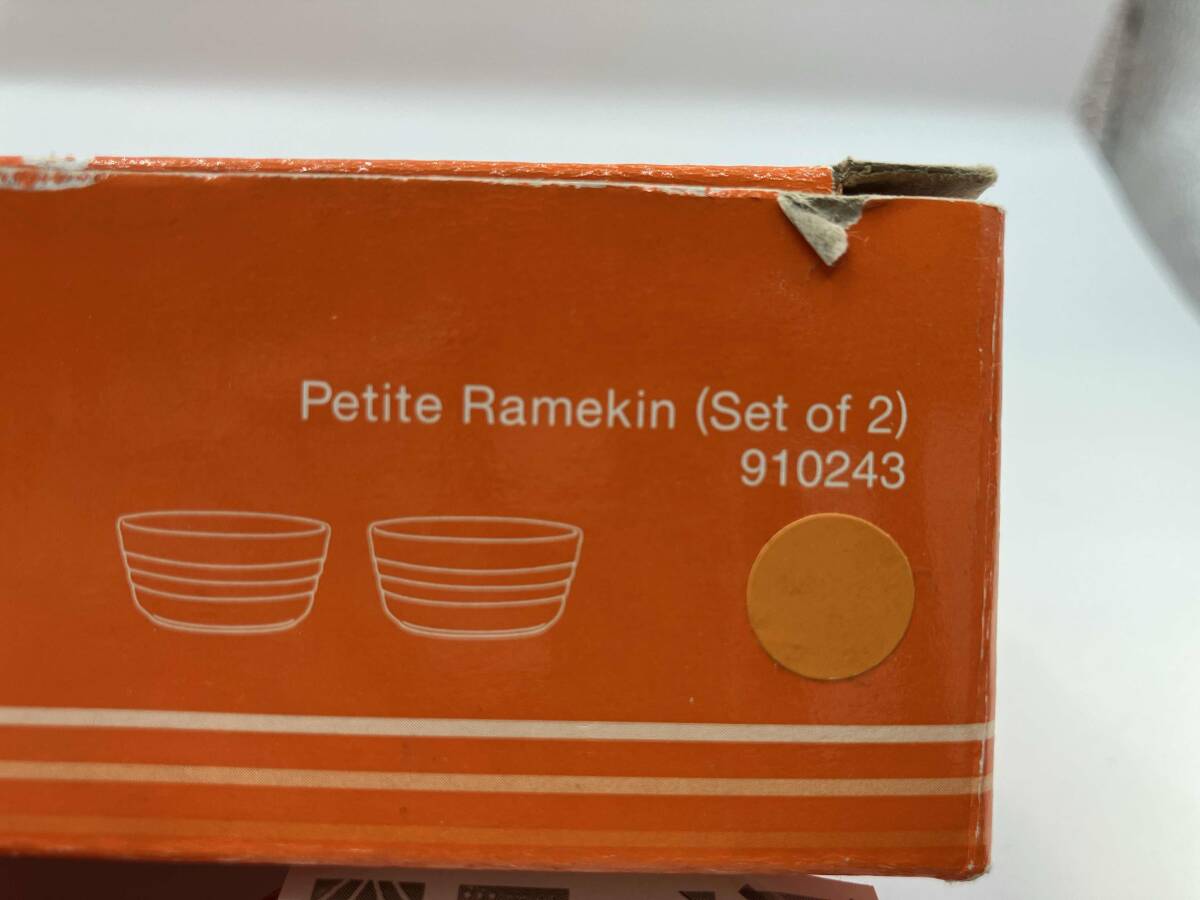 Petite Ramekin (Set of 2)
910243